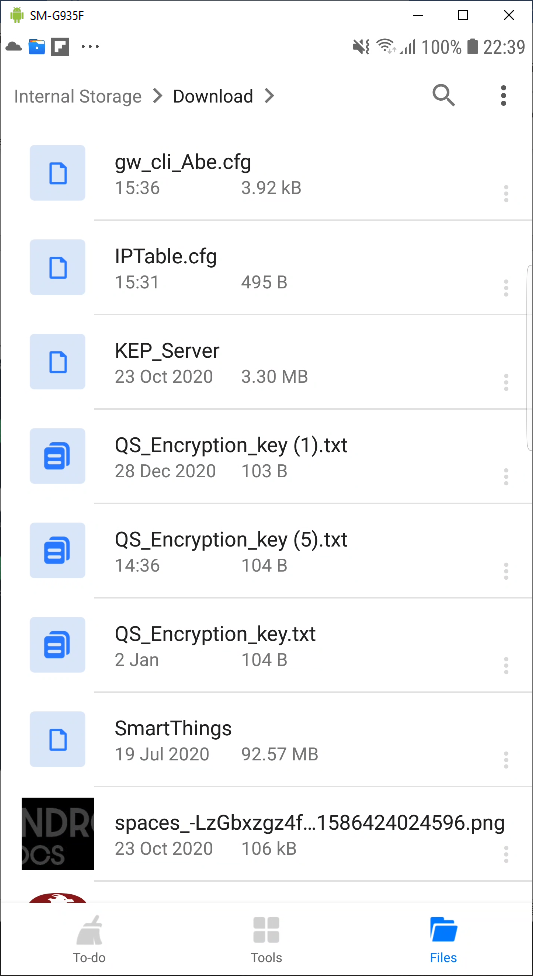 SM-G935F
100% 22:39
Internal Storage > Download >
gw_cli_Abe.cfg
15:36 3.92 kB
IPTable.cfg
15:31 495 B
KEP_Server
23 Oct 2020 3.30 MB
QS_Encryption_key (1).txt
28 Dec 2020 103 B
QS_Encryption_key (5).txt
14:36 104 B
QS_Encryption_key.txt
2 Jan 104 B
SmartThings
19 Jul 2020 92.57 MB
NDR
OCS
spaces_-LzGbxzgz4f...1586424024596.png
23 Oct 2020 106 kB
To-do Tools Files